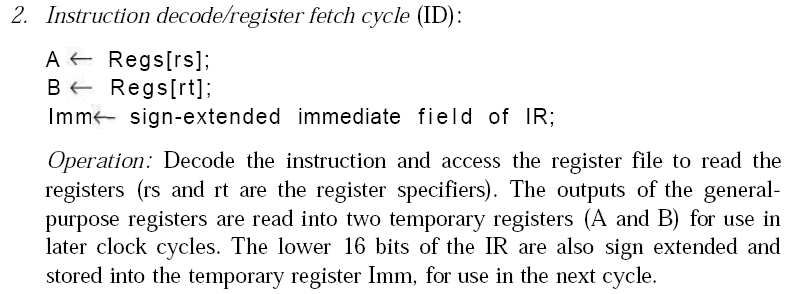 2. Instruction decode/register fetch cycle (ID):
A ← Regs[rs];
B ← Regs[rt];
Imm← sign-extended immediate field of IR;
Operation: Decode the instruction and access the register file to read the
registers (rs and rt are the register specifiers). The outputs of the general-
purpose registers are read into two temporary registers (A and B) for use in
later clock cycles. The lower 16 bits of the IR are also sign extended and
stored into the temporary register Imm, for use in the next cycle.